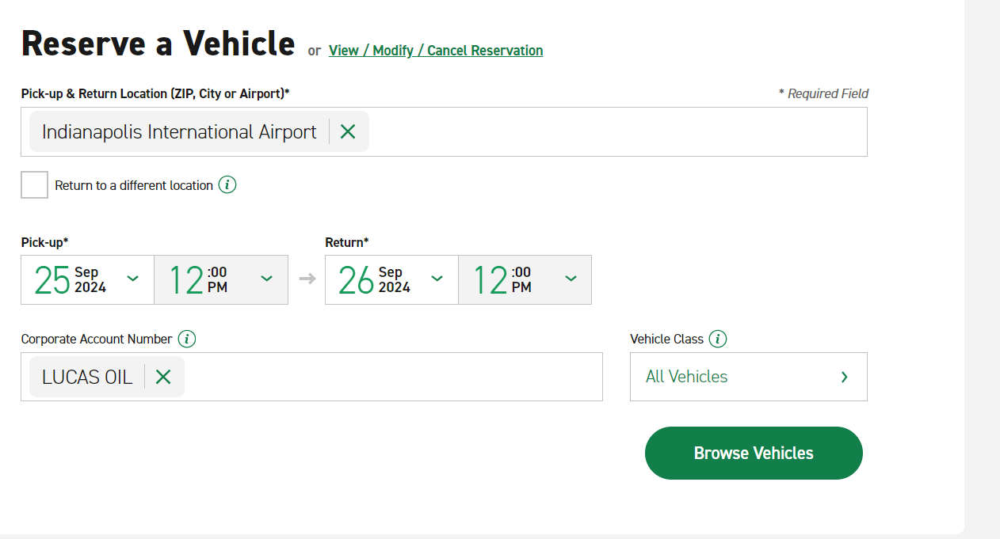 Reserve a Vehicle or View / Modify / Cancel Reservation
Pick-up & Return Location (ZIP, City or Airport)* * Required Field
Indianapolis International Airport
Return to a different location i
Pick-up* Return*
25 Sep 2024 12 :00 PM 26 Sep 2024 12 :00 PM
Corporate Account Number i Vehicle Class i
LUCAS OIL All Vehicles
Browse Vehicles